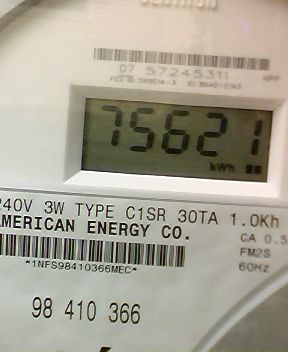 07 57245311
75621
kWh
240V 3W TYPE C1SR 30TA 1.0Kh
AMERICAN ENERGY CO.
CA 0.5
FM2S
60Hz
*1NFS98410366MEC*
98 410 366